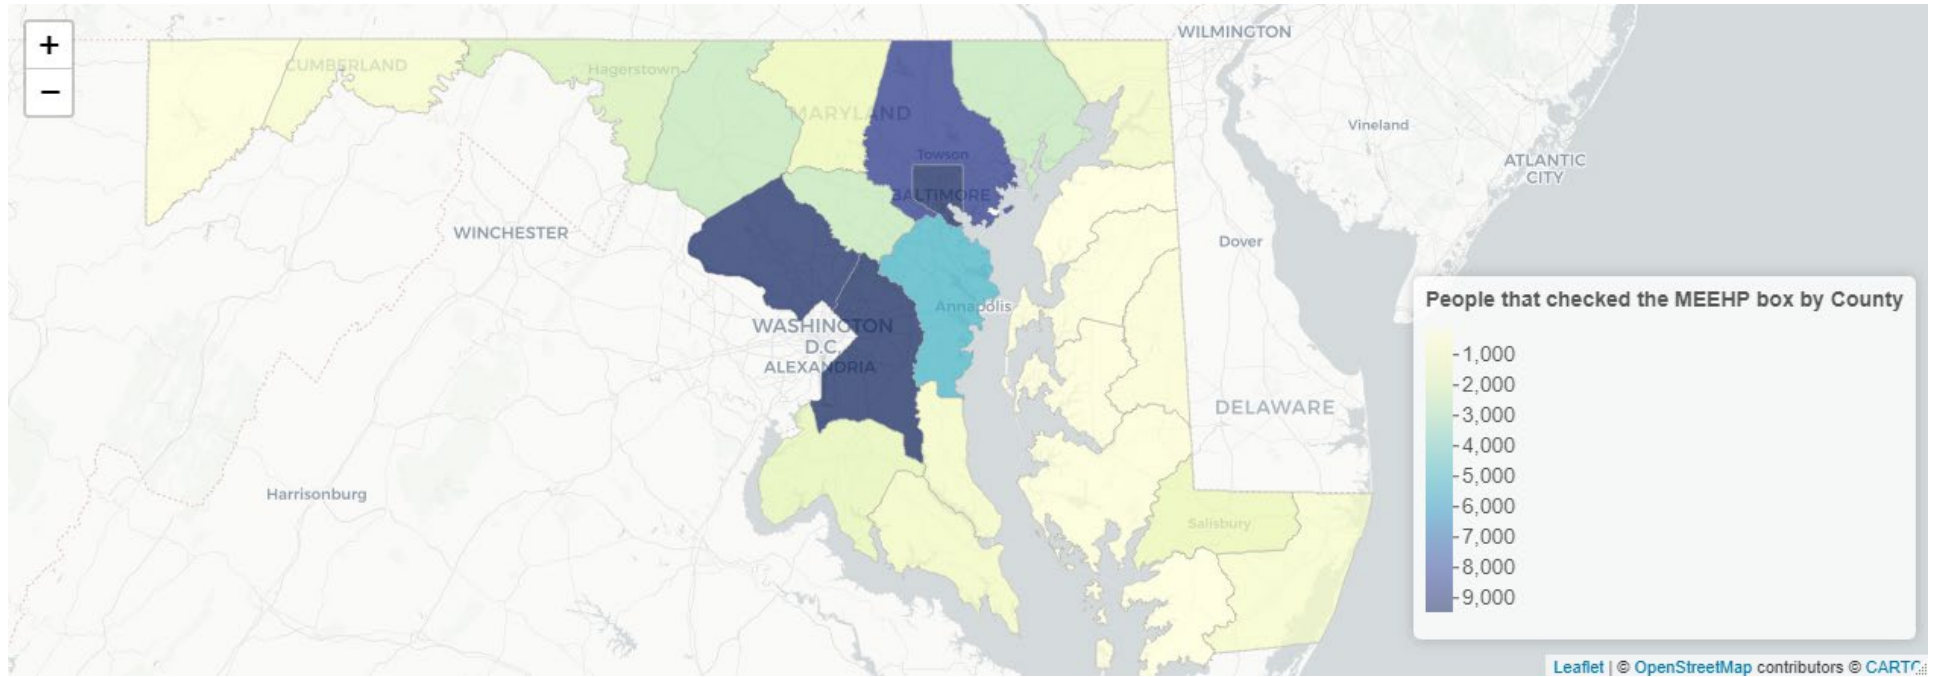 +
−
WILMINGTON
CUMBERLAND
Hagerstown
MARYLAND
Vineland
Towson
ATLANTIC
CITY
BALTIMORE
WINCHESTER
Dover
Annapolis
WASHINGTON
D.C.
ALEXANDRIA
DELAWARE
Harrisonburg
Salisbury
People that checked the MEEHP box by County
1,000
2,000
3,000
4,000
5,000
6,000
7,000
8,000
9,000
Leaflet | © OpenStreetMap contributors © CARTO